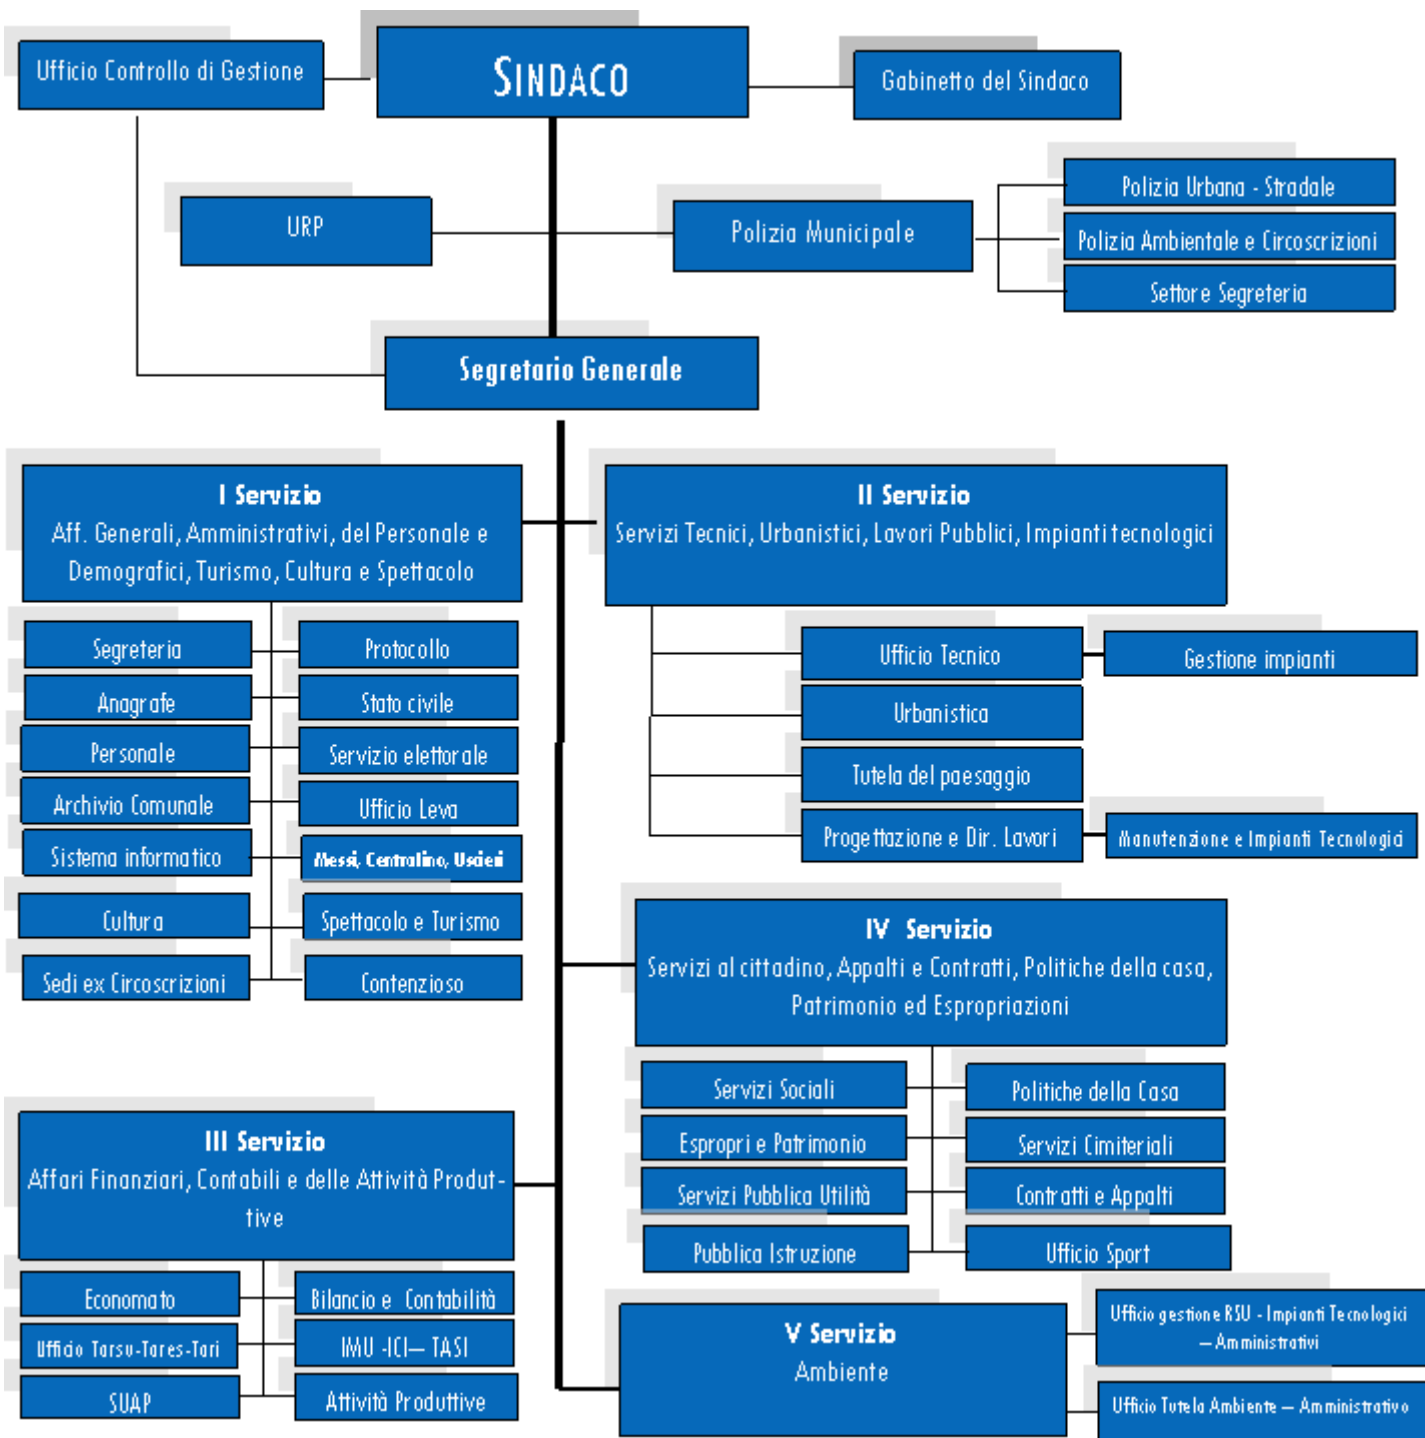 Ufficio Controllo di Gestione
SINDACO
Gabinetto del Sindaco
URP
Polizia Municipale
Polizia Urbana - Stradale
Polizia Ambientale e Circoscrizioni
Settore Segreteria
Segretario Generale
I Servizio
Aff. Generali, Amministrativi, del Personale e
Demografici, Turismo, Cultura e Spettacolo
Segreteria
Protocollo
Anagrafe
Stato civile
Personale
Servizio elettorale
Archivio Comunale
Ufficio Leva
Sistema informatico
Messi, Centralino, Uscieri
Cultura
Spettacolo e Turismo
Sedi ex Circoscrizioni
Contenzioso
II Servizio
Servizi Tecnici, Urbanistici, Lavori Pubblici, Impianti tecnologici
Ufficio Tecnico
Gestione impianti
Urbanistica
Tutela del paesaggio
Progettazione e Dir. Lavori
Manutenzione e Impianti Tecnologici
III Servizio
Affari Finanziari, Contabili e delle Attività Produt-
tive
Economato
Bilancio e Contabilità
Ufficio Tarsu-Tares-Tari
IMU -ICI— TASI
SUAP
Attività Produttive
IV Servizio
Servizi al cittadino, Appalti e Contratti, Politiche della casa,
Patrimonio ed Espropriazioni
Servizi Sociali
Politiche della Casa
Espropri e Patrimonio
Servizi Cimiteriali
Servizi Pubblica Utilità
Contratti e Appalti
Pubblica Istruzione
Ufficio Sport
V Servizio
Ambiente
Ufficio gestione RSU - Impianti Tecnologici
— Amministrativi
Ufficio Tutela Ambiente — Amministrativo